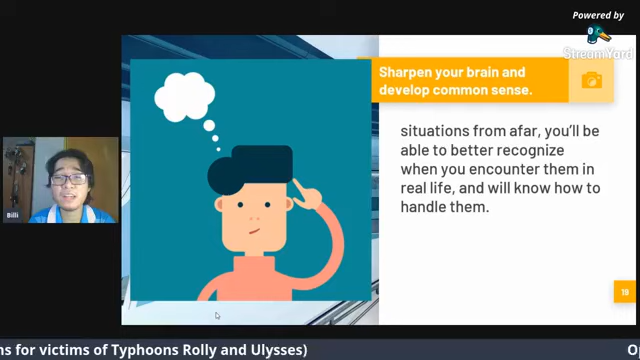 Powered by
StreamYard
Sharpen your brain and
develop common sense.
situations from afar, you'll be
able to better recognize
when you encounter them in
real life, and will know how to
handle them.
Billi
19
ns for victims of Typhoons Rolly and Ulysses)